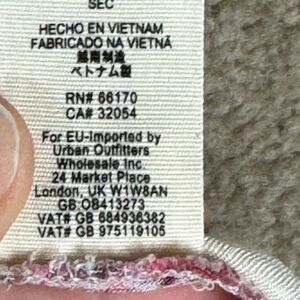 SEC
HECHO EN VIETNAM
FABRICADO NA VIETNÃ
越南制造
ベトナム製
RN# 66170
CA# 32054
For EU-Imported by
Urban Outfitters
Wholesale Inc.
24 Market Place
London, UK W1W8AN
GB:OB413273
VAT# GB 684936382
VAT# GB 975119105